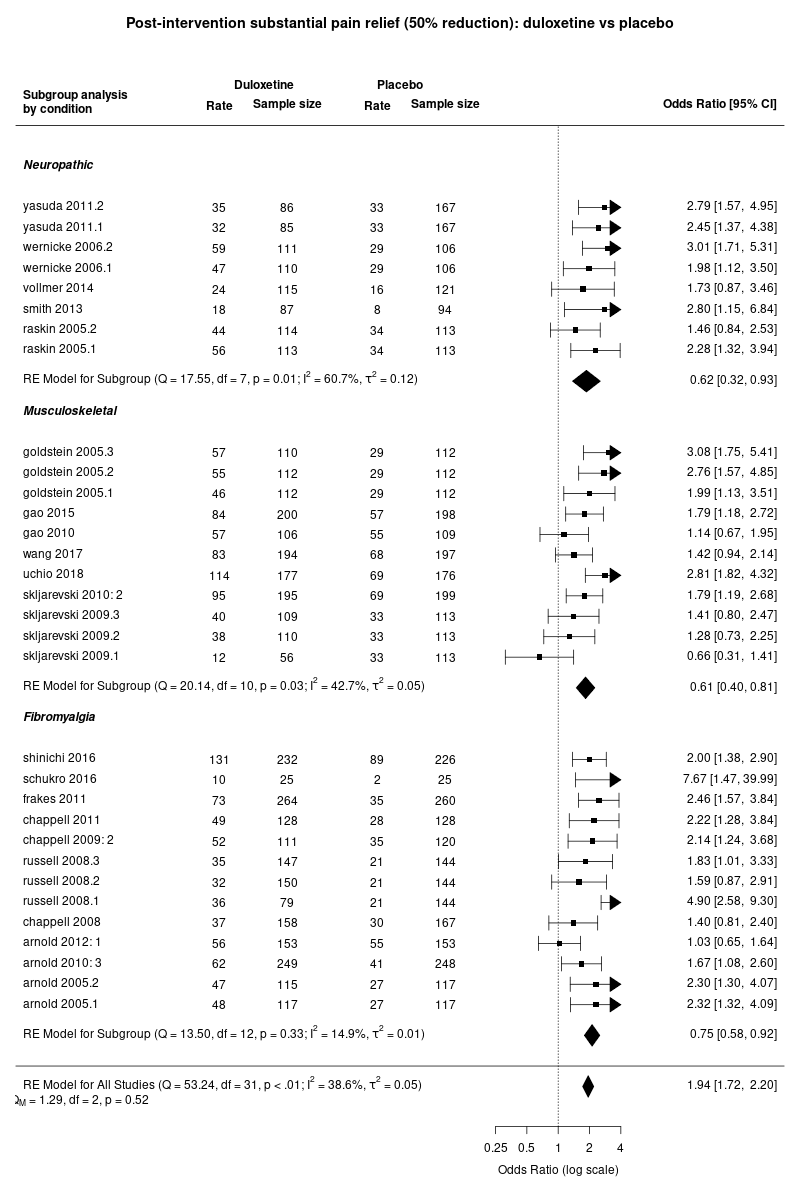 Post-intervention substantial pain relief (50% reduction): duloxetine vs placebo
Duloxetine Placebo
Subgroup analysis
by condition
Rate Sample size Rate Sample size Odds Ratio [95% CI]
Neuropathic
yasuda 2011.2 35 86 33 167 2.79 [1.57, 4.95]
yasuda 2011.1 32 85 33 167 2.45 [1.37, 4.38]
wernicke 2006.2 59 111 29 106 3.01 [1.71, 5.31]
wernicke 2006.1 47 110 29 106 1.98 [1.12, 3.50]
vollmer 2014 24 115 16 121 1.73 [0.87, 3.46]
smith 2013 18 87 8 94 2.80 [1.15, 6.84]
raskin 2005.2 44 114 34 113 1.46 [0.84, 2.53]
raskin 2005.1 56 113 34 113 2.28 [1.32, 3.94]
RE Model for Subgroup (Q = 17.55, df = 7, p = 0.01; I² = 60.7%, τ² = 0.12) 0.62 [0.32, 0.93]
Musculoskeletal
goldstein 2005.3 57 110 29 112 3.08 [1.75, 5.41]
goldstein 2005.2 55 112 29 112 2.76 [1.57, 4.85]
goldstein 2005.1 46 112 29 112 1.99 [1.13, 3.51]
gao 2015 84 200 57 198 1.79 [1.18, 2.72]
gao 2010 57 106 55 109 1.14 [0.67, 1.95]
wang 2017 83 194 68 197 1.42 [0.94, 2.14]
uchio 2018 114 177 69 176 2.81 [1.82, 4.32]
skljarevski 2010: 2 95 195 69 199 1.79 [1.19, 2.68]
skljarevski 2009.3 40 109 33 113 1.41 [0.80, 2.47]
skljarevski 2009.2 38 110 33 113 1.28 [0.73, 2.25]
skljarevski 2009.1 12 56 33 113 0.66 [0.31, 1.41]
RE Model for Subgroup (Q = 20.14, df = 10, p = 0.03; I² = 42.7%, τ² = 0.05) 0.61 [0.40, 0.81]
Fibromyalgia
shinichi 2016 131 232 89 226 2.00 [1.38, 2.90]
schukro 2016 10 25 2 25 7.67 [1.47, 39.99]
frakes 2011 73 264 35 260 2.46 [1.57, 3.84]
chappell 2011 49 128 28 128 2.22 [1.28, 3.84]
chappell 2009: 2 52 111 35 120 2.14 [1.24, 3.68]
russell 2008.3 35 147 21 144 1.83 [1.01, 3.33]
russell 2008.2 32 150 21 144 1.59 [0.87, 2.91]
russell 2008.1 36 79 21 144 4.90 [2.58, 9.30]
chappell 2008 37 158 30 167 1.40 [0.81, 2.40]
arnold 2012: 1 56 153 55 153 1.03 [0.65, 1.64]
arnold 2010: 3 62 249 41 248 1.67 [1.08, 2.60]
arnold 2005.2 47 115 27 117 2.30 [1.30, 4.07]
arnold 2005.1 48 117 27 117 2.32 [1.32, 4.09]
RE Model for Subgroup (Q = 13.50, df = 12, p = 0.33; I² = 14.9%, τ² = 0.01) 0.75 [0.58, 0.92]
RE Model for All Studies (Q = 53.24, df = 31, p < .01; I² = 38.6%, τ² = 0.05) 1.94 [1.72, 2.20]
Q_M = 1.29, df = 2, p = 0.52
0.25 0.5 1 2 4
Odds Ratio (log scale)